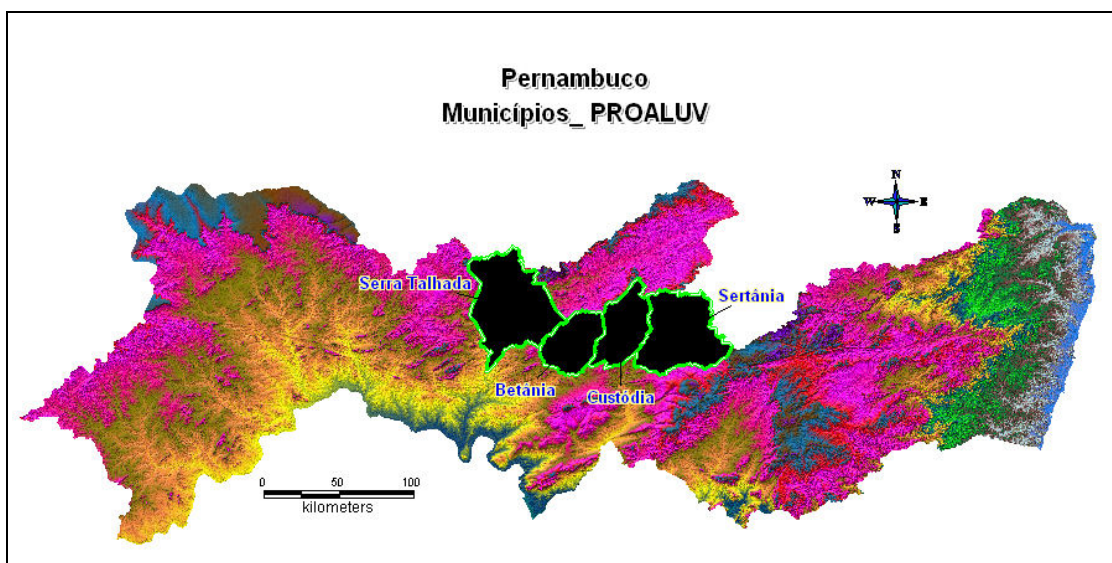 Pernambuco
Municípios_ PROALUV
N
W E
S
Serra Talhada
Sertânia
Betânia
Custódia
0 50 100
kilometers